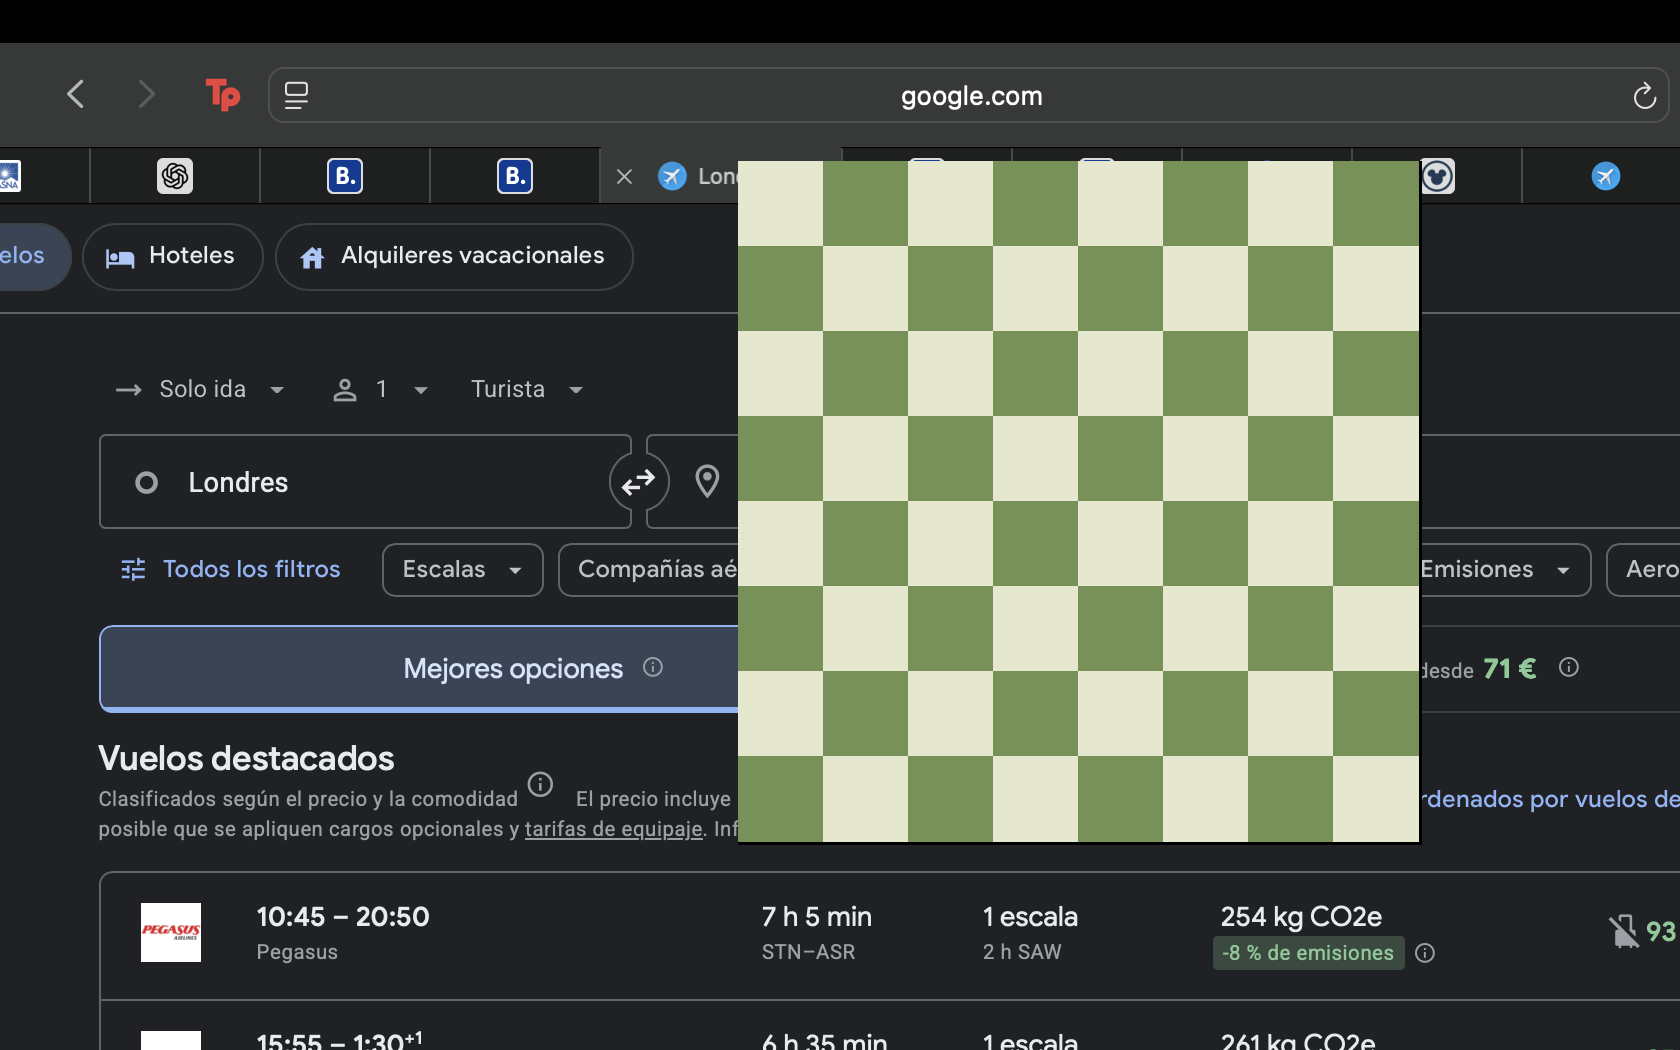 Tp
google.com
ASNA
B.
B.
Lon
elos
Hoteles
Alquileres vacacionales
Solo ida
1
Turista
Londres
Todos los filtros
Escalas
Compañías aé
Emisiones
Aero
Mejores opciones
desde 71 €
Vuelos destacados
Clasificados según el precio y la comodidad El precio incluye
rdenados por vuelos de
posible que se apliquen cargos opcionales y tarifas de equipaje. Inf
PEGASUS
AIRLINES
10:45 – 20:50
Pegasus
7 h 5 min
STN–ASR
1 escala
2 h SAW
254 kg CO2e
-8 % de emisiones
93
15:55 – 1:30+1
6 h 35 min
1 escala
261 kg CO2e